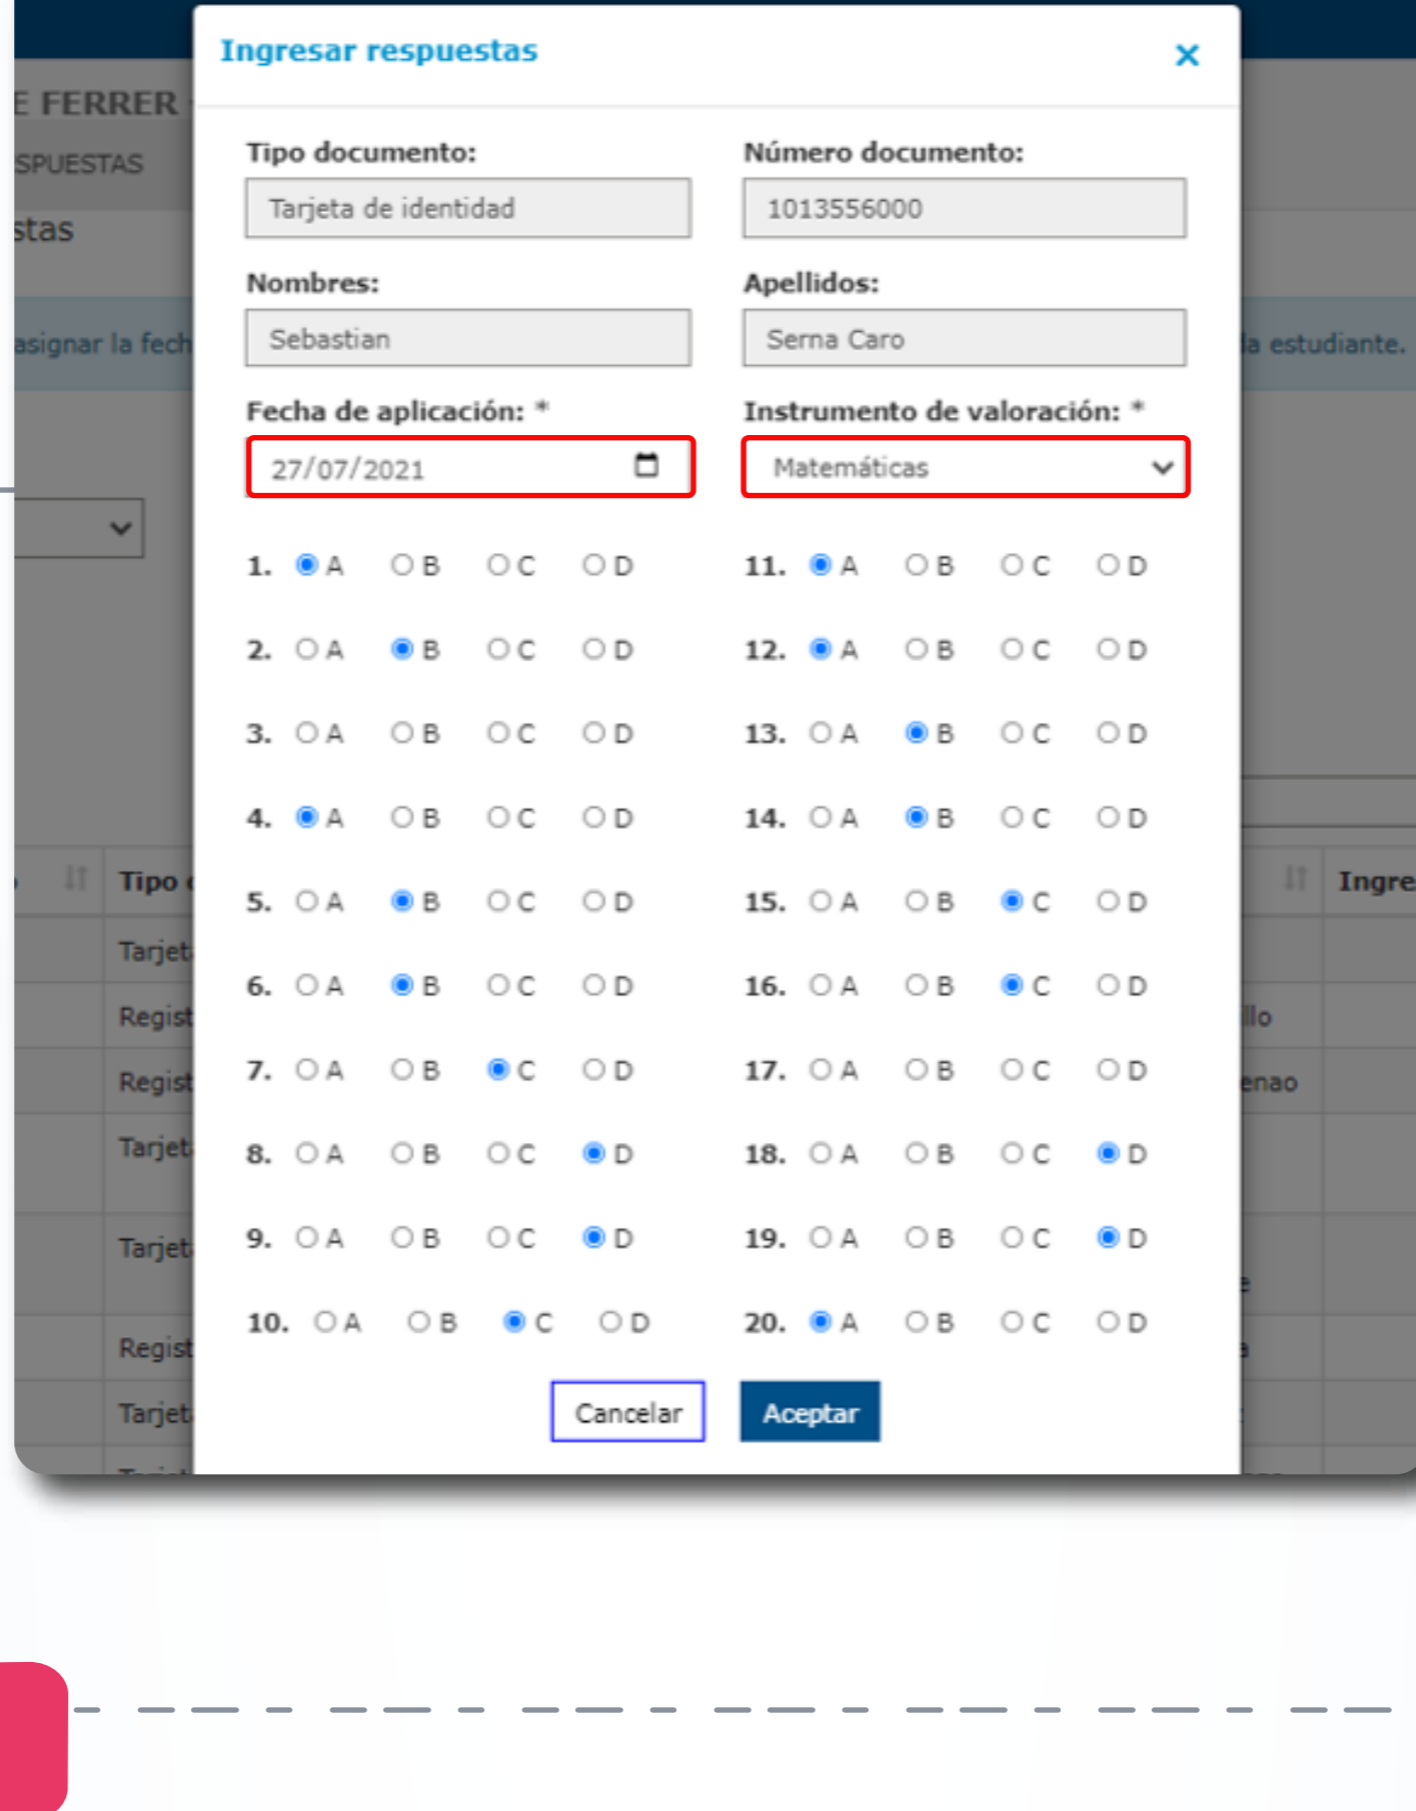 Ingresar respuestas ×
E FERRER
SPUESTAS
stas
Tipo documento: Número documento:
Tarjeta de identidad 1013556000
Nombres: Apellidos:
asignar la fech Sebastian Serna Caro la estudiante.
Fecha de aplicación: * Instrumento de valoración: *
27/07/2021 Matemáticas
1. A B C D 11. A B C D
2. A B C D 12. A B C D
3. A B C D 13. A B C D
4. A B C D 14. A B C D
Tipo Ingre
5. A B C D 15. A B C D
Tarjet
6. A B C D 16. A B C D
Regist llo
7. A B C D 17. A B C D
Regist enao
Tarjet
8. A B C D 18. A B C D
9. A B C D 19. A B C D
Tarjet
10. A B C D 20. A B C D
Regist a
Tarjet
Cancelar Aceptar